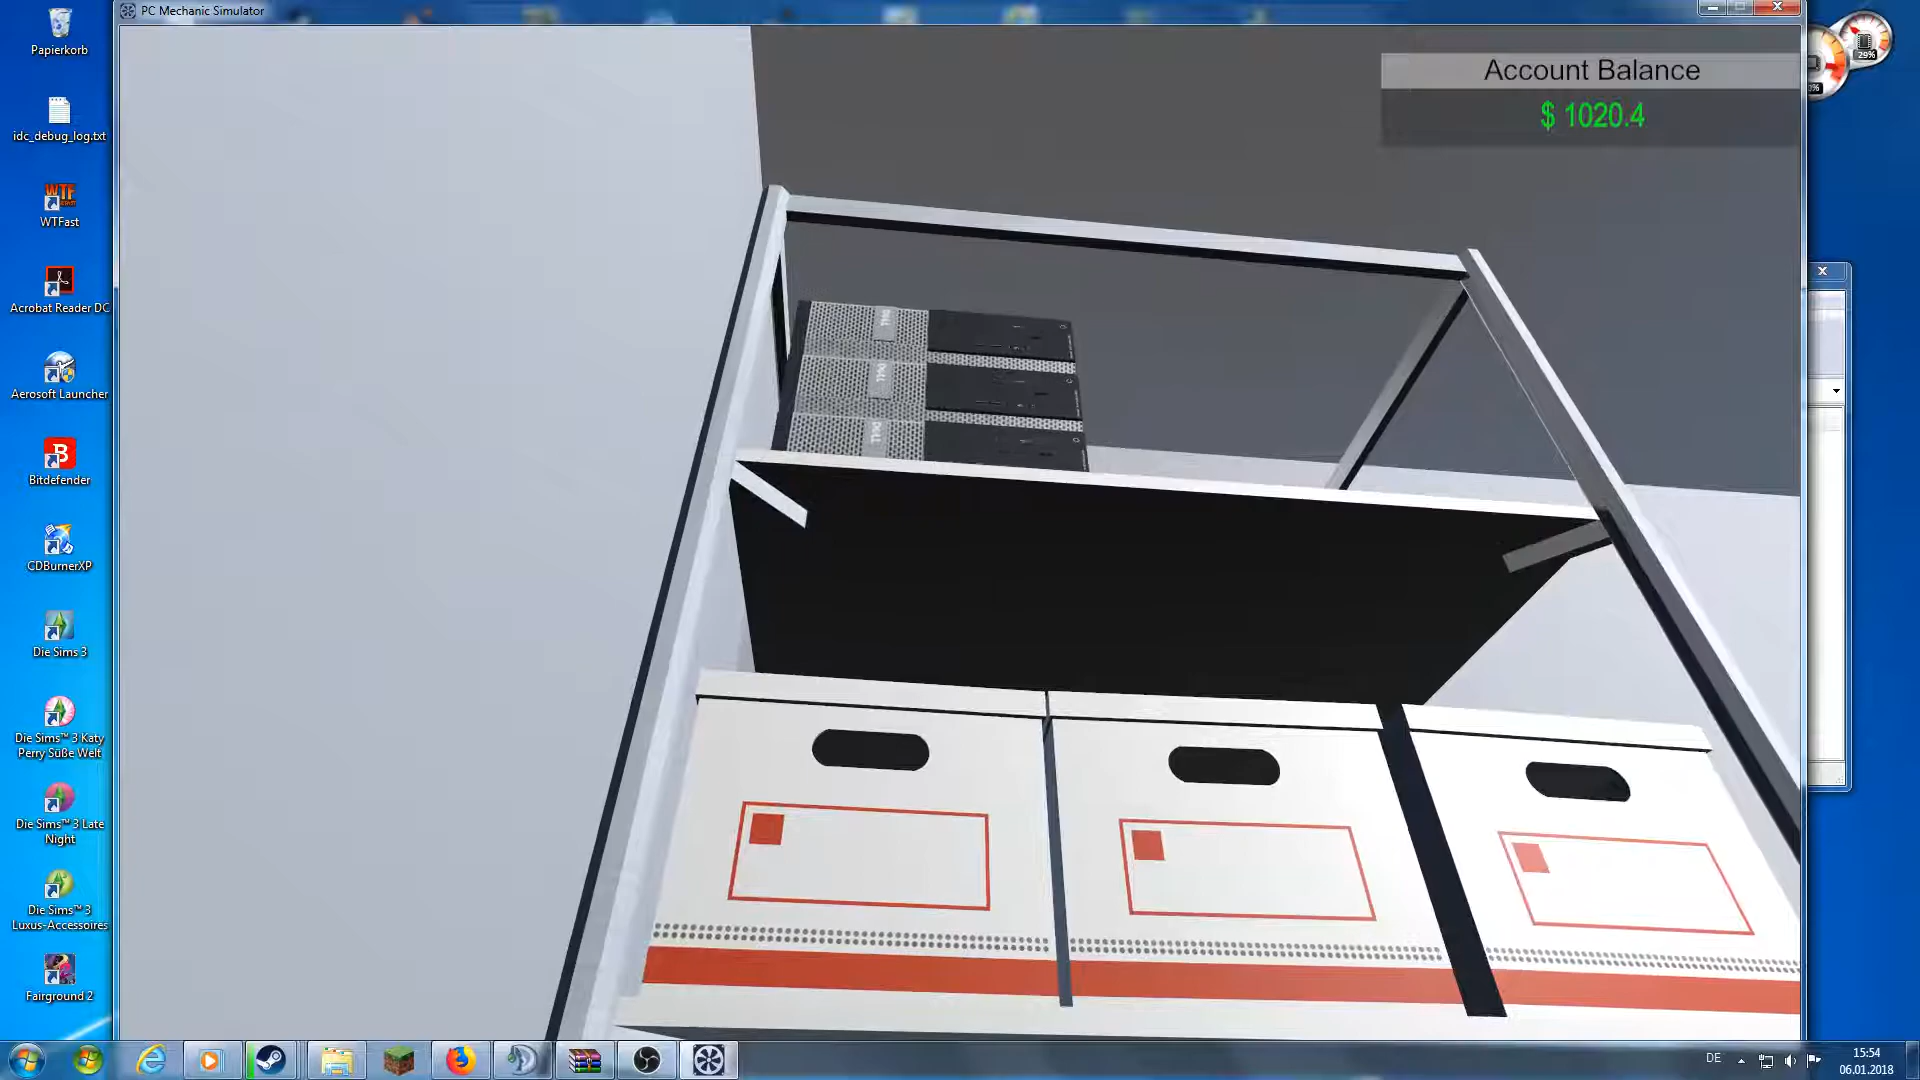 PC Mechanic Simulator
Account Balance
$ 1020.4
29%
Papierkorb
idc_debug_log.txt
WTF
WTFast
Acrobat Reader DC
Aerosoft Launcher
B
Bitdefender
CDBurnerXP
Die Sims 3
Die Sims™ 3 Katy
Perry Süße Welt
Die Sims™ 3 Late
Night
Die Sims™ 3
Luxus-Accessoires
Fairground 2
DE
15:54
06.01.2018